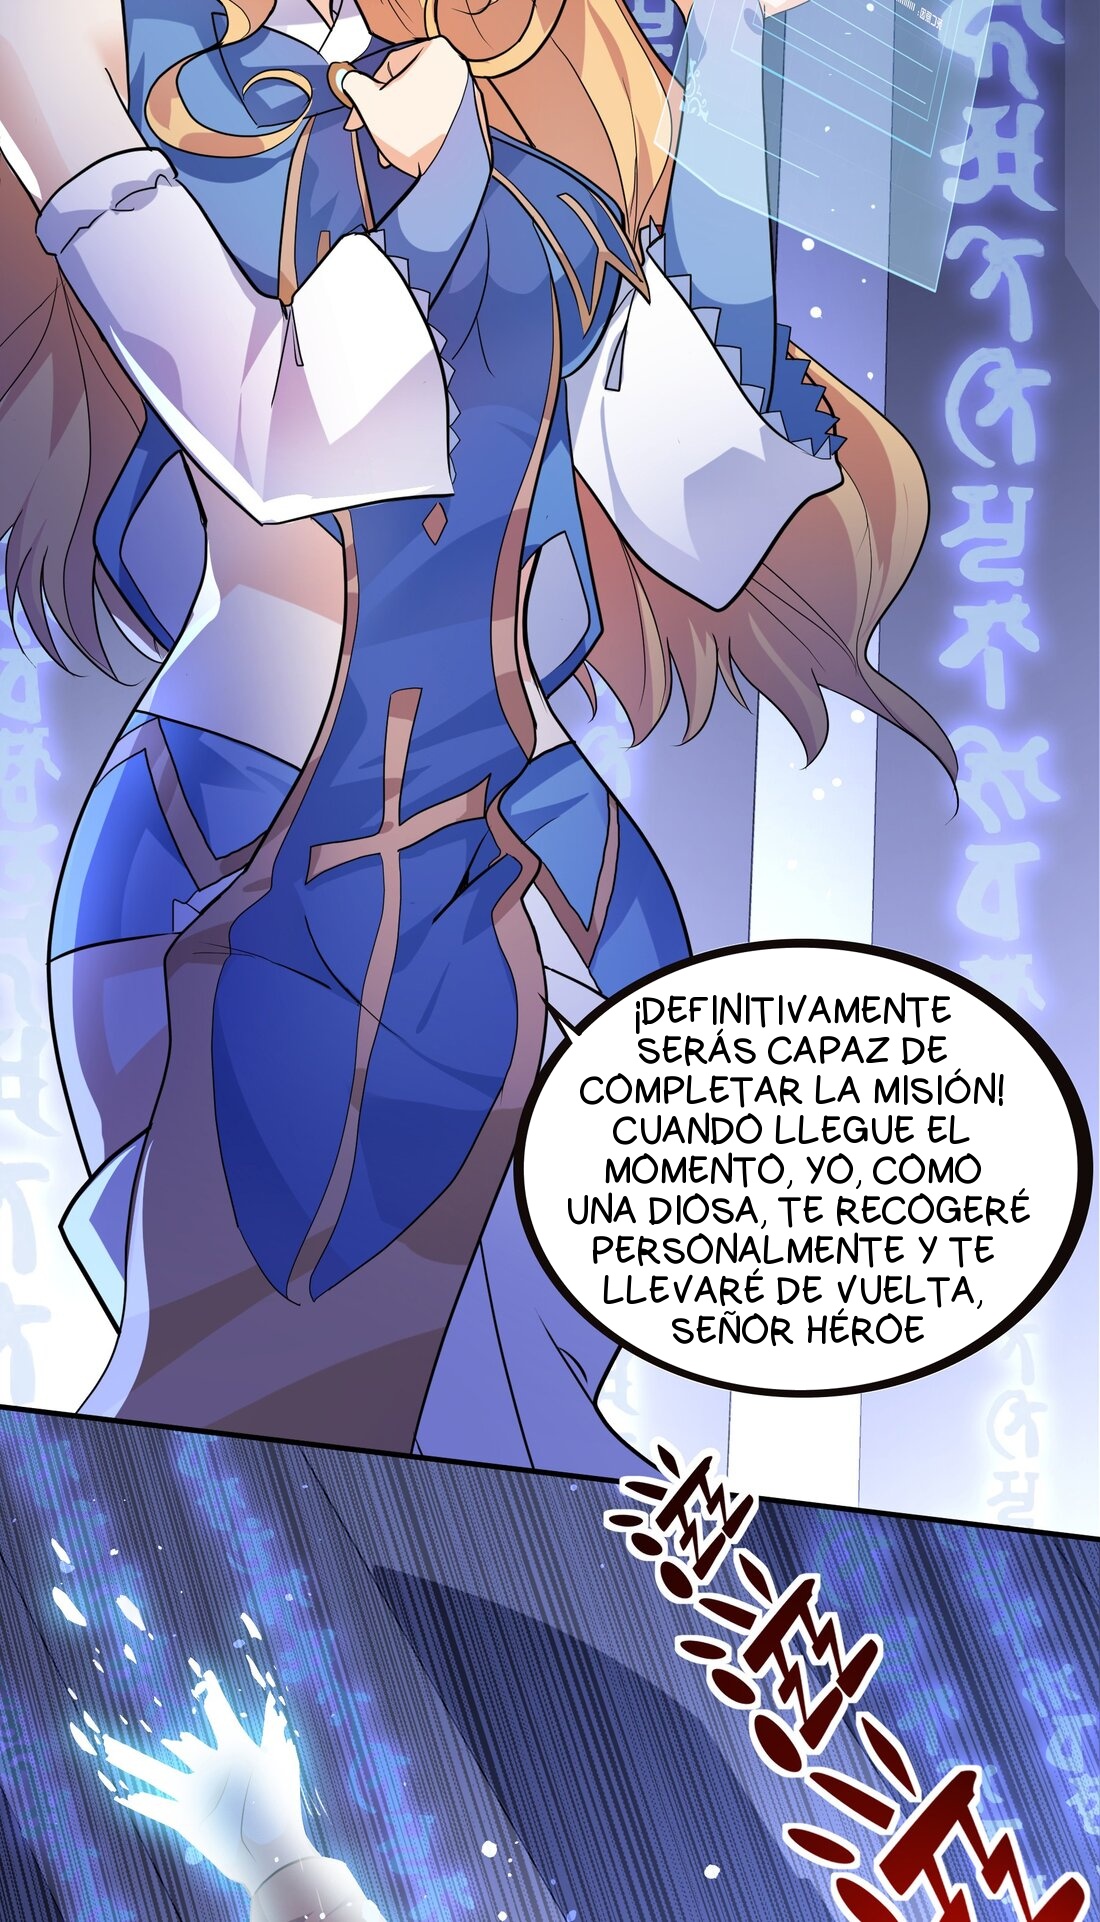 ¡DEFINITIVAMENTE
SERÁS CAPAZ DE
COMPLETAR LA MISIÓN!
CUANDO LLEGUE EL
MOMENTO, YO, COMO
UNA DIOSA, TE RECOGERÉ
PERSONALMENTE Y TE
LLEVARÉ DE VUELTA,
SEÑOR HÉROE